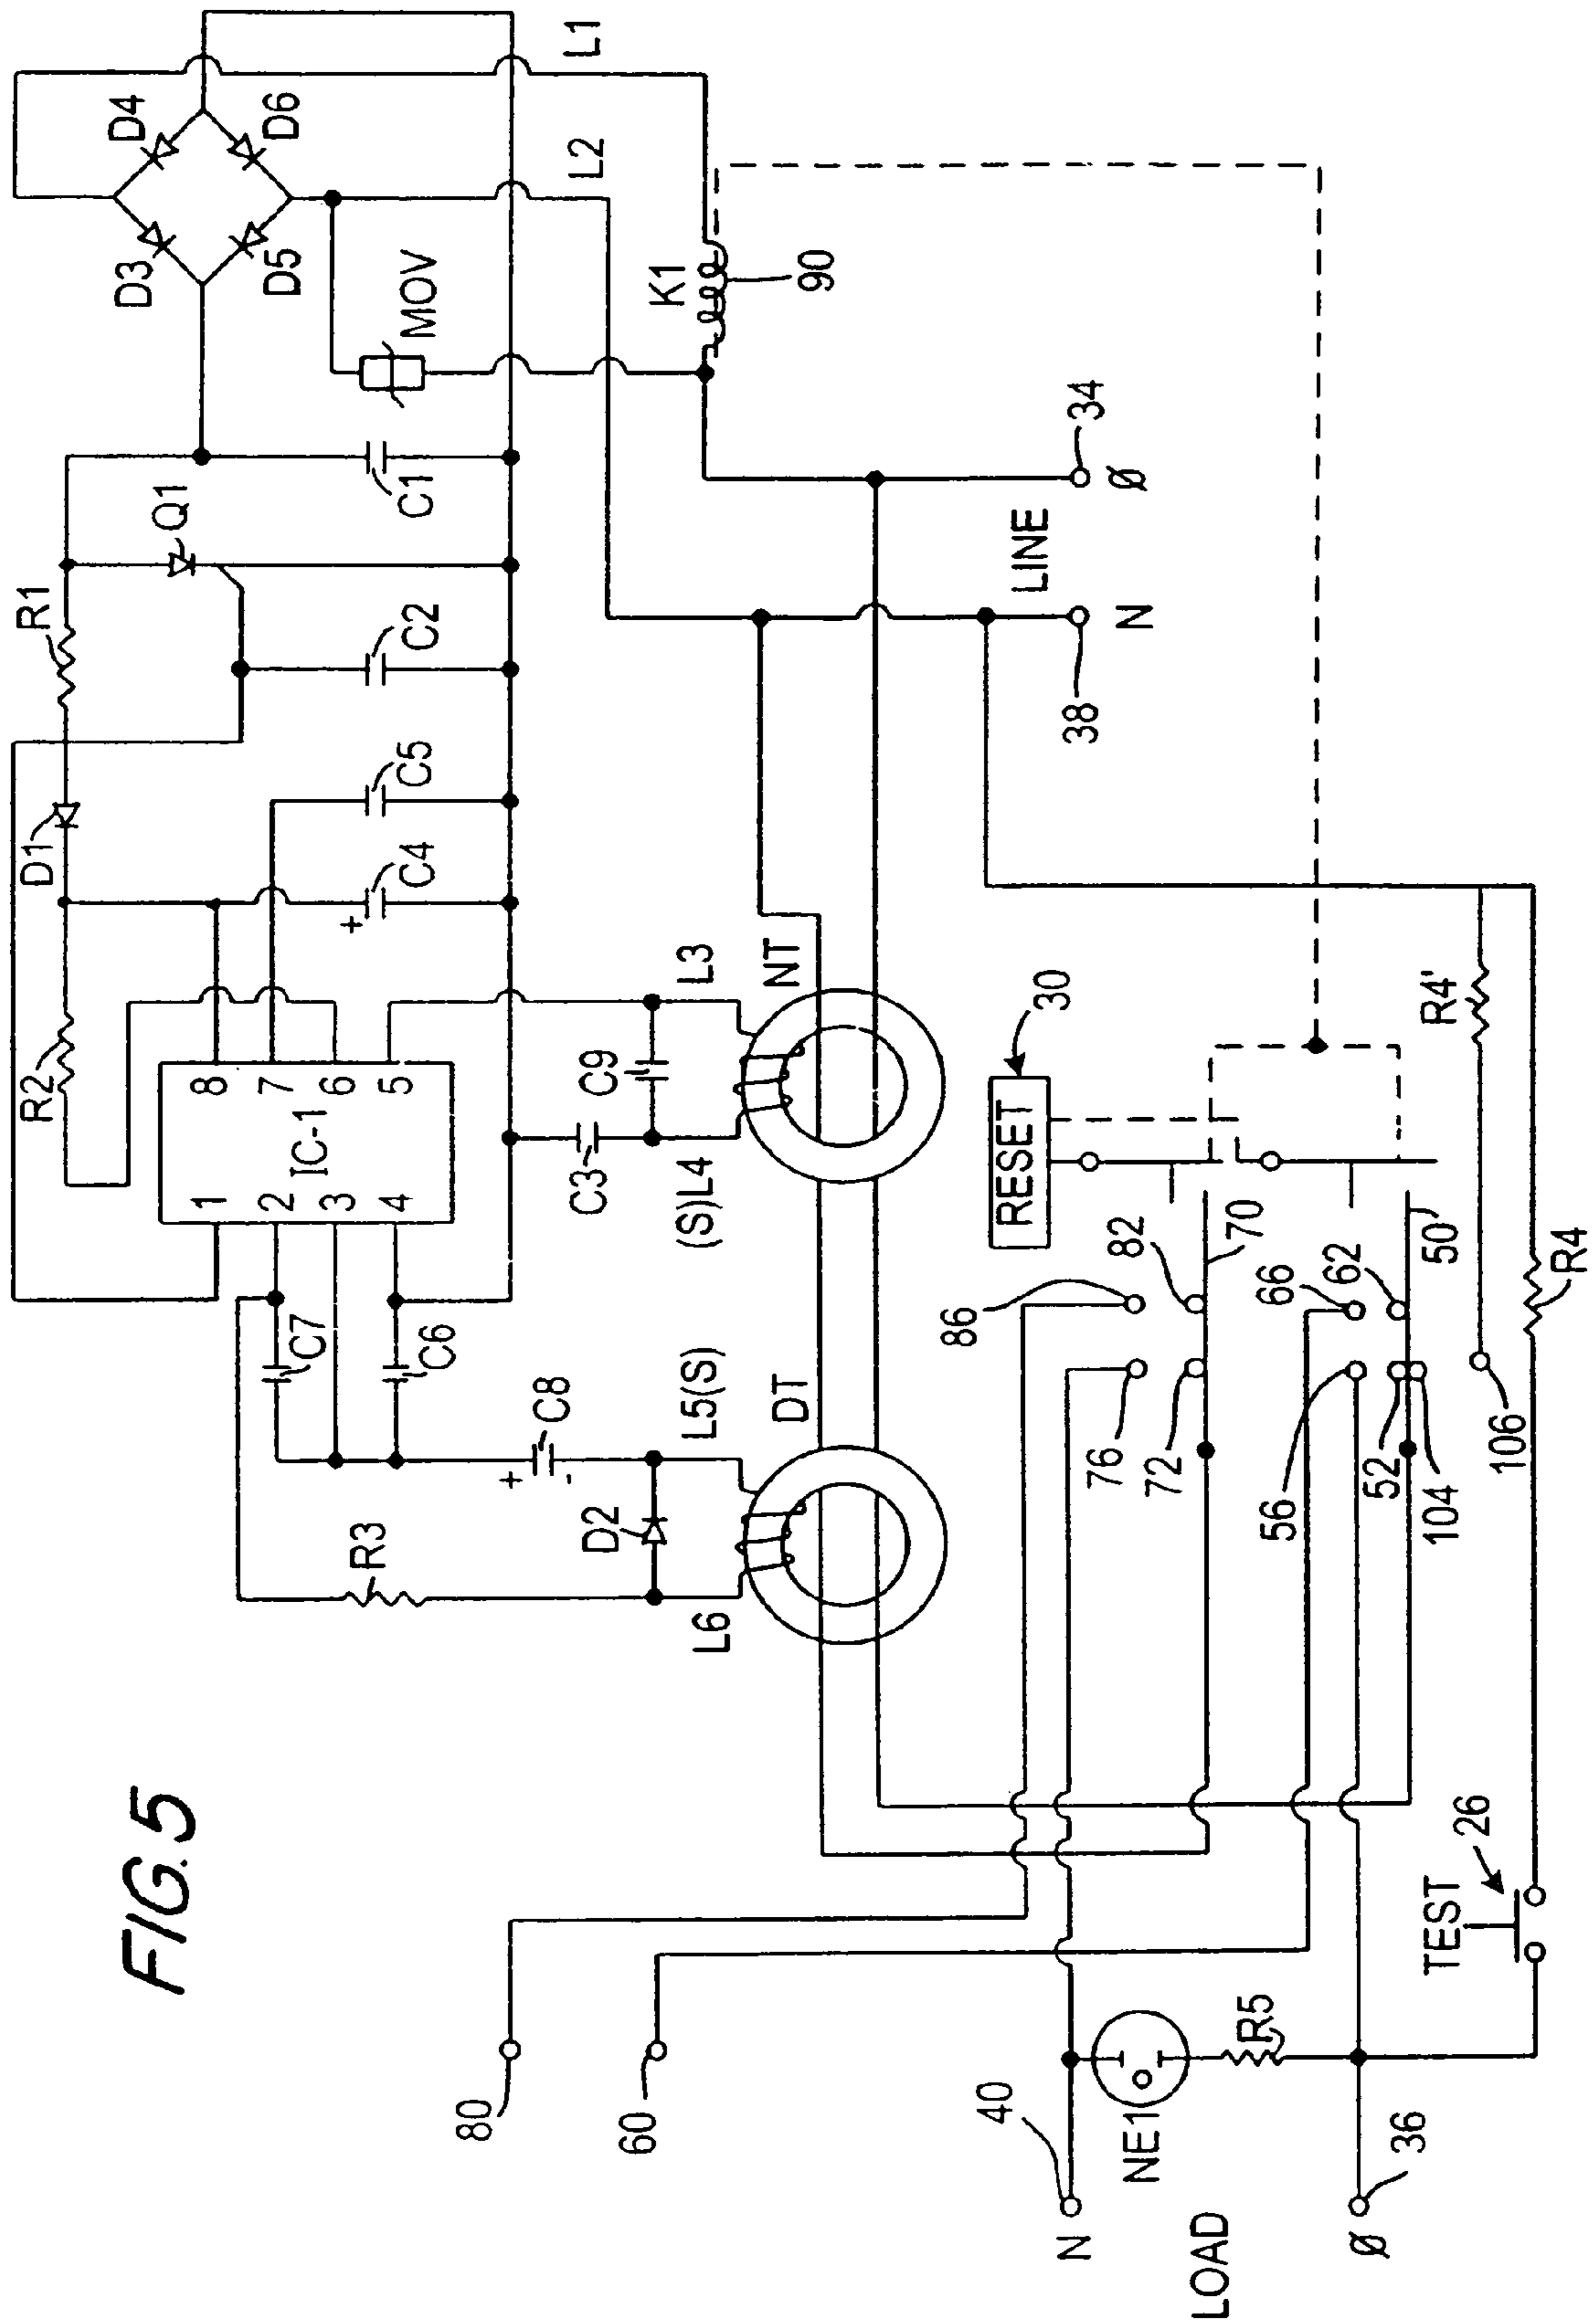 FIG. 5
L1
D4
D6
L2
D3
D5
MOV
K1
90
34
Ø
C1
Q1
LINE
R1
C2
N
38
C5
D1
C4
L3
NT
30
R4'
R2
8
7
6
5
IC-1
1
2
3
4
C9
C3
(S)L4
RESET
82
70
86
66
62
50
R4
C7
C6
+
C8
+
-
L5(S)
DT
76
72
56
52
104
106
R3
D2
L6
26
TEST
80
60
40
NE1
R5
N
36
Ø
LOAD